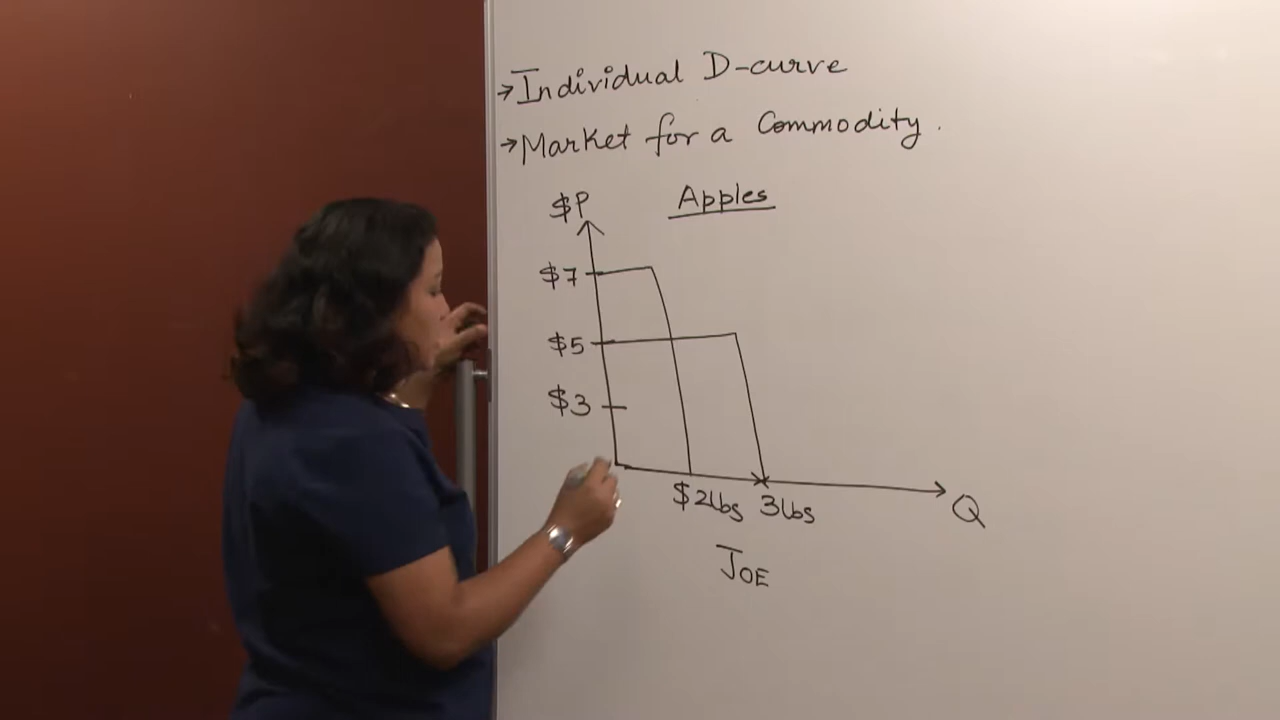 →Individual D-curve
→Market for a Commodity.
$P Apples
$7
$5
$3
$2lbs 3lbs
Q
JOE